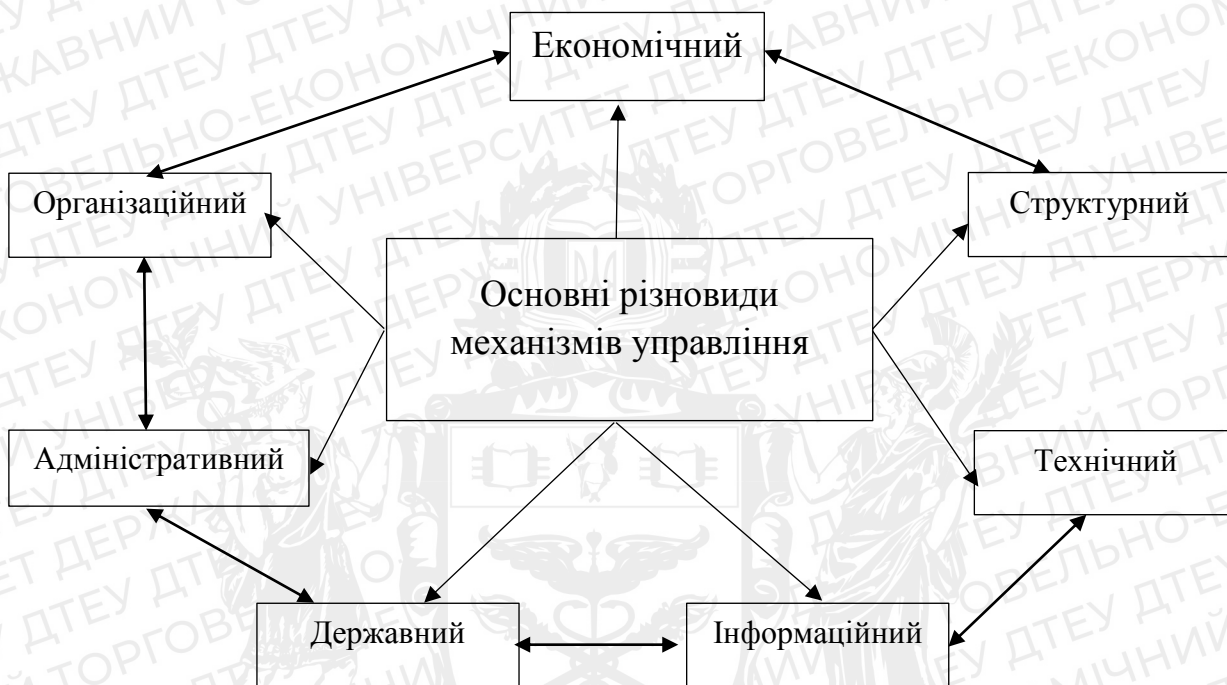 Економічний
Організаційний
Структурний
Основні різновиди
механізмів управління
Адміністративний
Технічний
Державний
Інформаційний